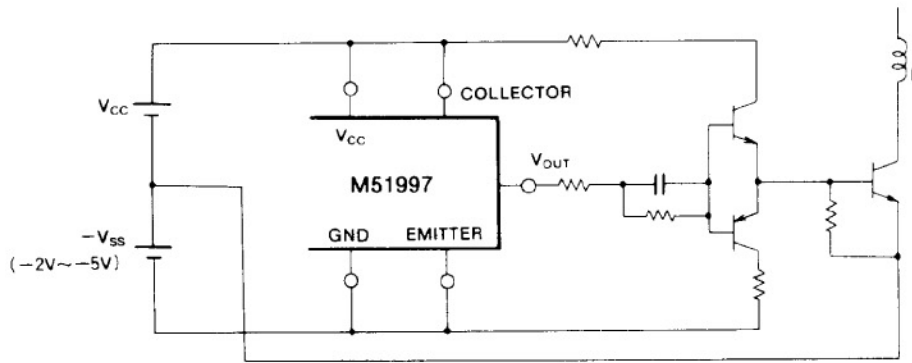 VCC
COLLECTOR
VCC
M51997
VOUT
GND
EMITTER
-VSS
(-2V~-5V)